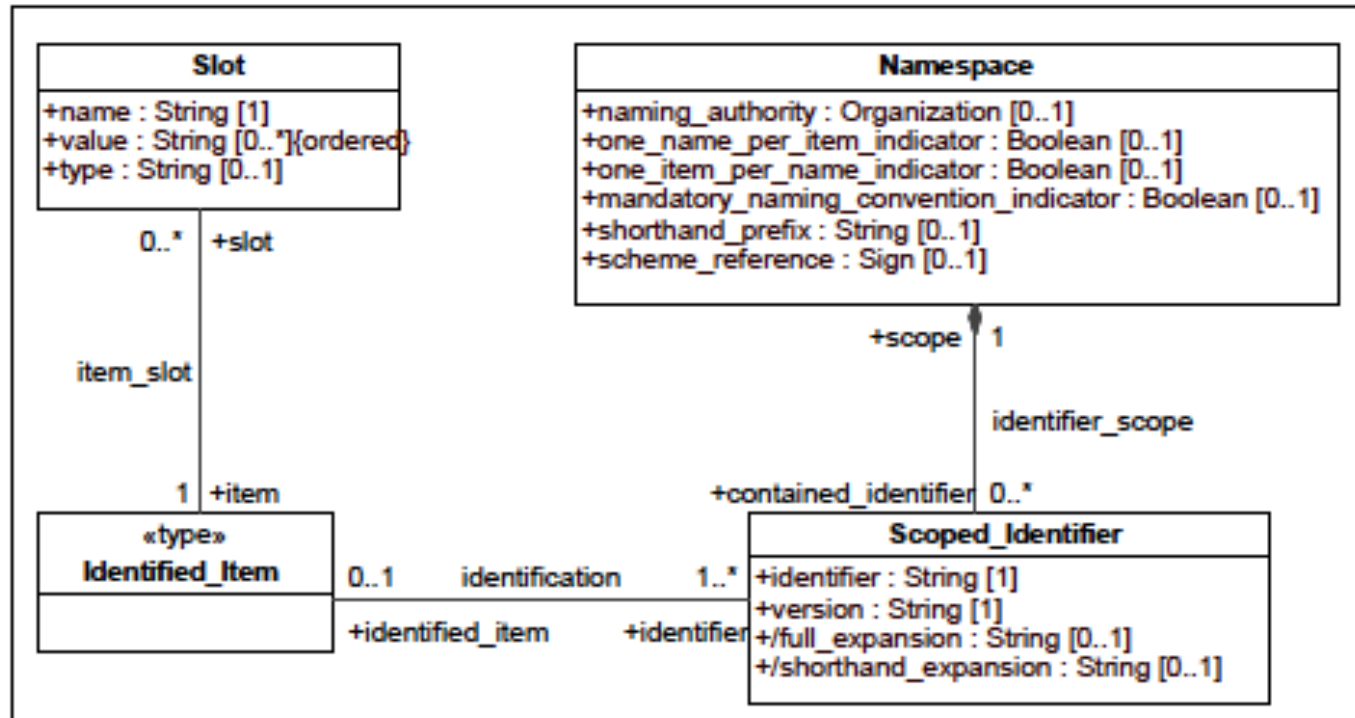 Slot
+name : String [1]
+value : String [0..*]{ordered}
+type : String [0..1]
Namespace
+naming_authority : Organization [0..1]
+one_name_per_item_indicator : Boolean [0..1]
+one_item_per_name_indicator : Boolean [0..1]
+mandatory_naming_convention_indicator : Boolean [0..1]
+shorthand_prefix : String [0..1]
+scheme_reference : Sign [0..1]
0..* +slot
+scope 1
item_slot
identifier_scope
1 +item
+contained_identifier 0..*
«type»
Identified_Item
0..1 identification 1..*
+identified_item +identifier
Scoped_Identifier
+identifier : String [1]
+version : String [1]
+/full_expansion : String [0..1]
+/shorthand_expansion : String [0..1]